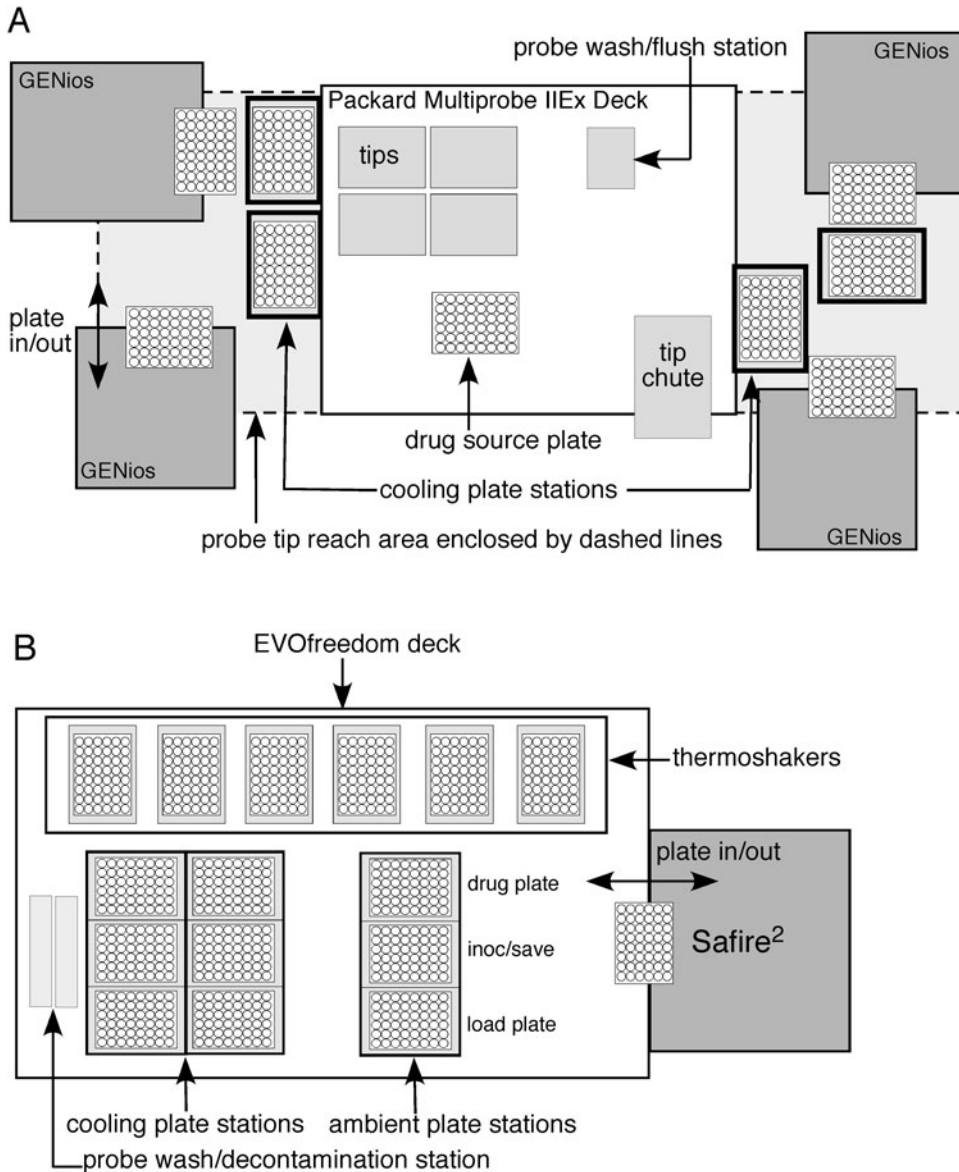 A
probe wash/flush station
GENios
GENios
Packard Multiprobe IIEx Deck
tips
plate
in/out
tip
chute
drug source plate
GENios
cooling plate stations
GENios
probe tip reach area enclosed by dashed lines
B
EVOfreedom deck
thermoshakers
plate in/out
drug plate
Safire2
inoc/save
load plate
cooling plate stations
ambient plate stations
probe wash/decontamination station